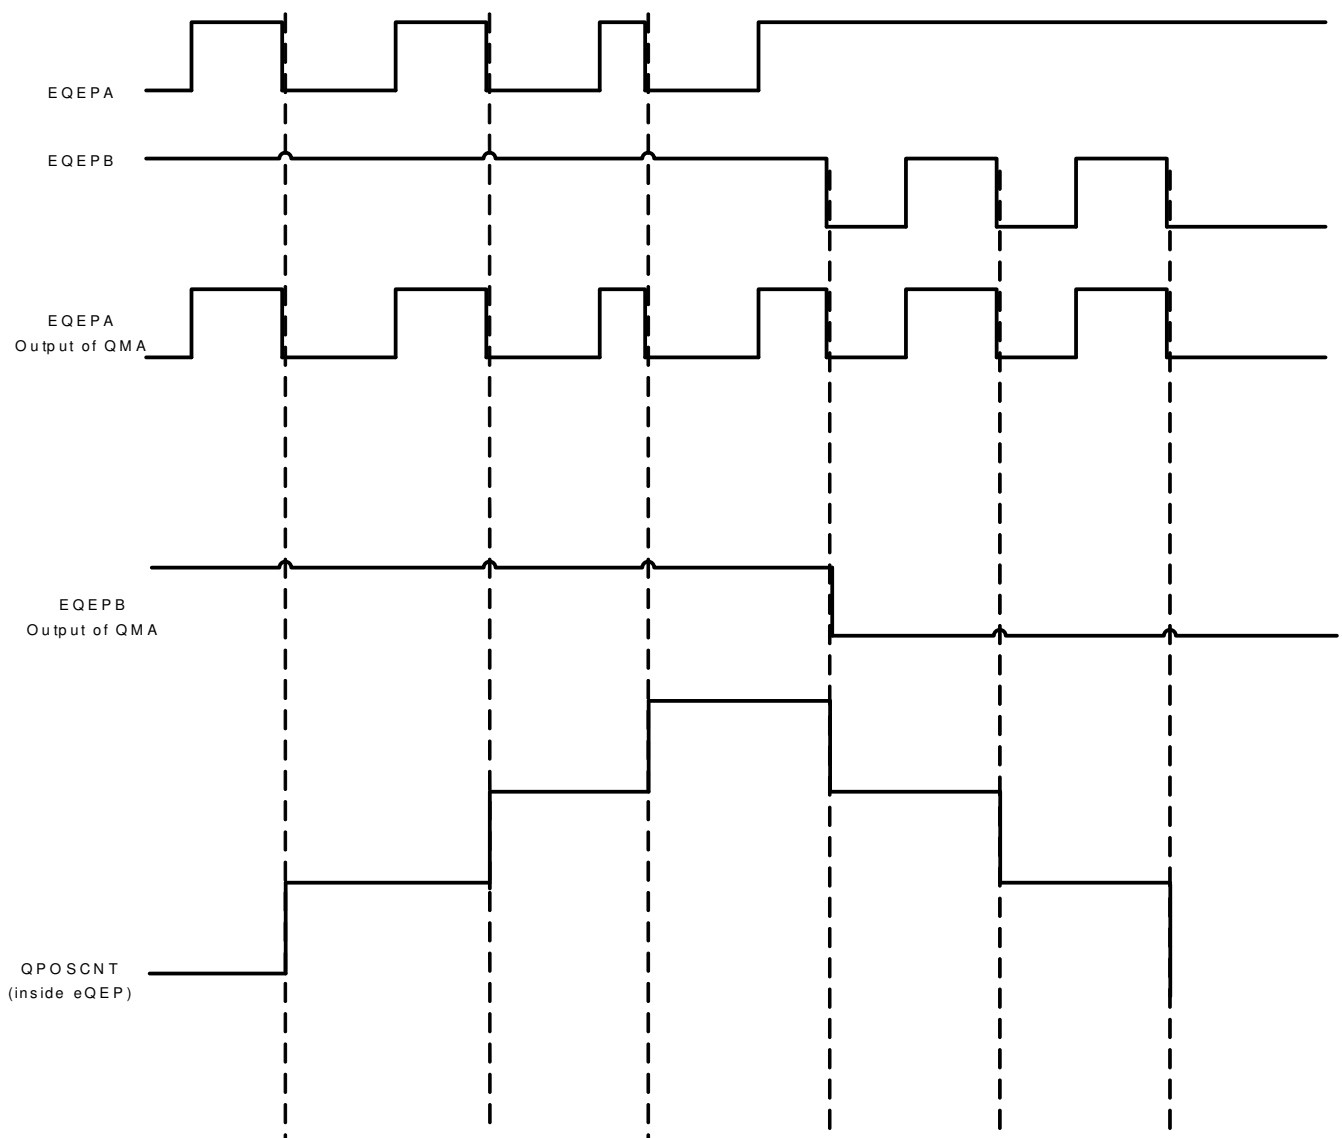 EQEPA
EQEPB
EQEPA
Output of QMA
EQEPB
Output of QMA
QPOSCNT
(inside eQEP)